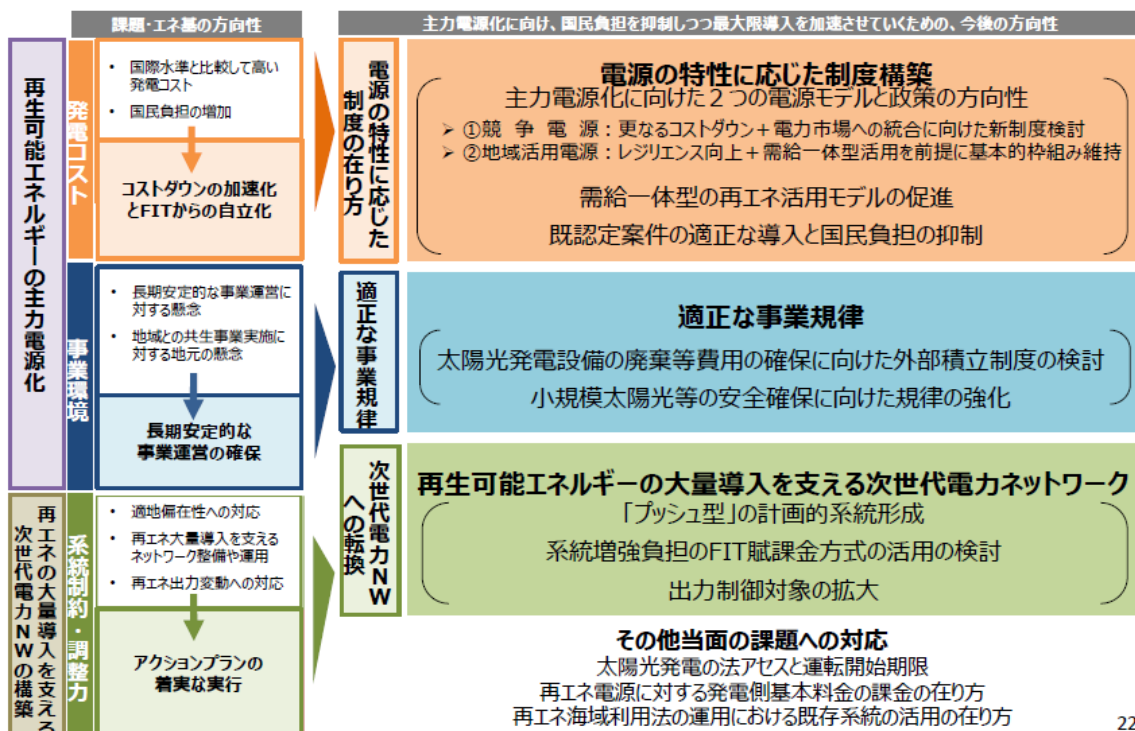 課題・エネ基の方向性
主力電源化に向け、国民負担を抑制しつつ最大限導入を加速させていくための、今後の方向性
再生可能エネルギーの主力電源化
発電コスト
• 国際水準と比較して高い
発電コスト
• 国民負担の増加
コストダウンの加速化
とFITからの自立化
電源の特性に応じた
制度の在り方
電源の特性に応じた制度構築
主力電源化に向けた2つの電源モデルと政策の方向性
➢ ①競 争 電 源:更なるコストダウン+電力市場への統合に向けた新制度検討
➢ ②地域活用電源:レジリエンス向上+需給一体型活用を前提に基本的枠組み維持
需給一体型の再エネ活用モデルの促進
既認定案件の適正な導入と国民負担の抑制
事業環境
• 長期安定的な事業運営に
対する懸念
• 地域との共生事業実施に
対する地元の懸念
長期安定的な
事業運営の確保
適正な事業規律
適正な事業規律
太陽光発電設備の廃棄等費用の確保に向けた外部積立制度の検討
小規模太陽光等の安全確保に向けた規律の強化
再エネの大量導入を支える
次世代電力NWの構築
系統制約・調整力
• 適地偏在性への対応
• 再エネ大量導入を支える
ネットワーク整備や運用
• 再エネ出力変動への対応
アクションプランの
着実な実行
次世代電力NW
への転換
再生可能エネルギーの大量導入を支える次世代電力ネットワーク
「プッシュ型」の計画的系統形成
系統増強負担のFIT賦課金方式の活用の検討
出力制御対象の拡大
その他当面の課題への対応
太陽光発電の法アセスと運転開始期限
再エネ電源に対する発電側基本料金の課金の在り方
再エネ海域利用法の運用における既存系統の活用の在り方
22